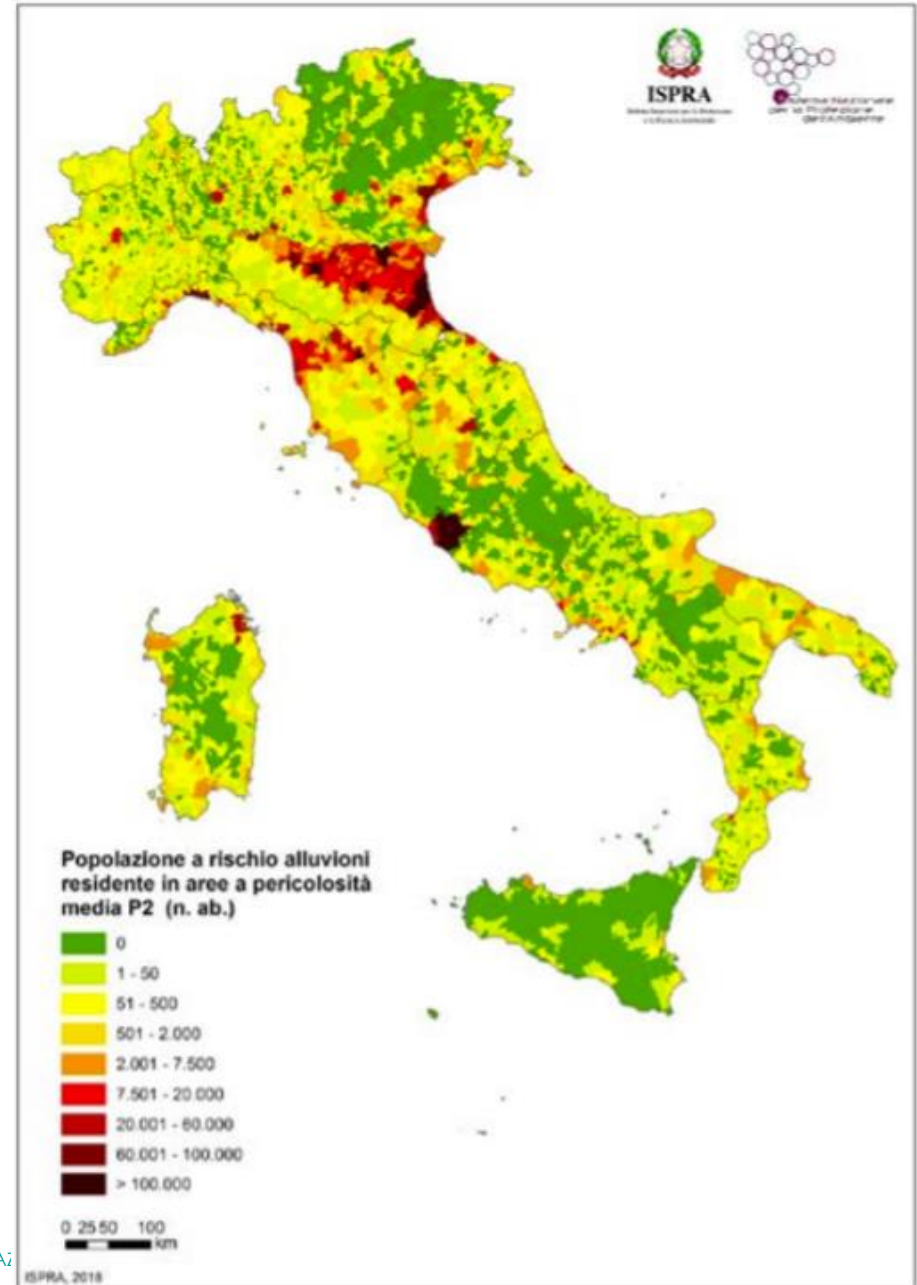 ISPRA
Popolazione a rischio alluvioni
residente in aree a pericolosità
media P2 (n. ab.)
0
1 - 50
51 - 500
501 - 2.000
2.001 - 7.500
7.501 - 20.000
20.001 - 60.000
60.001 - 100.000
> 100.000
0 25 50 100
km
ISPRA, 2018